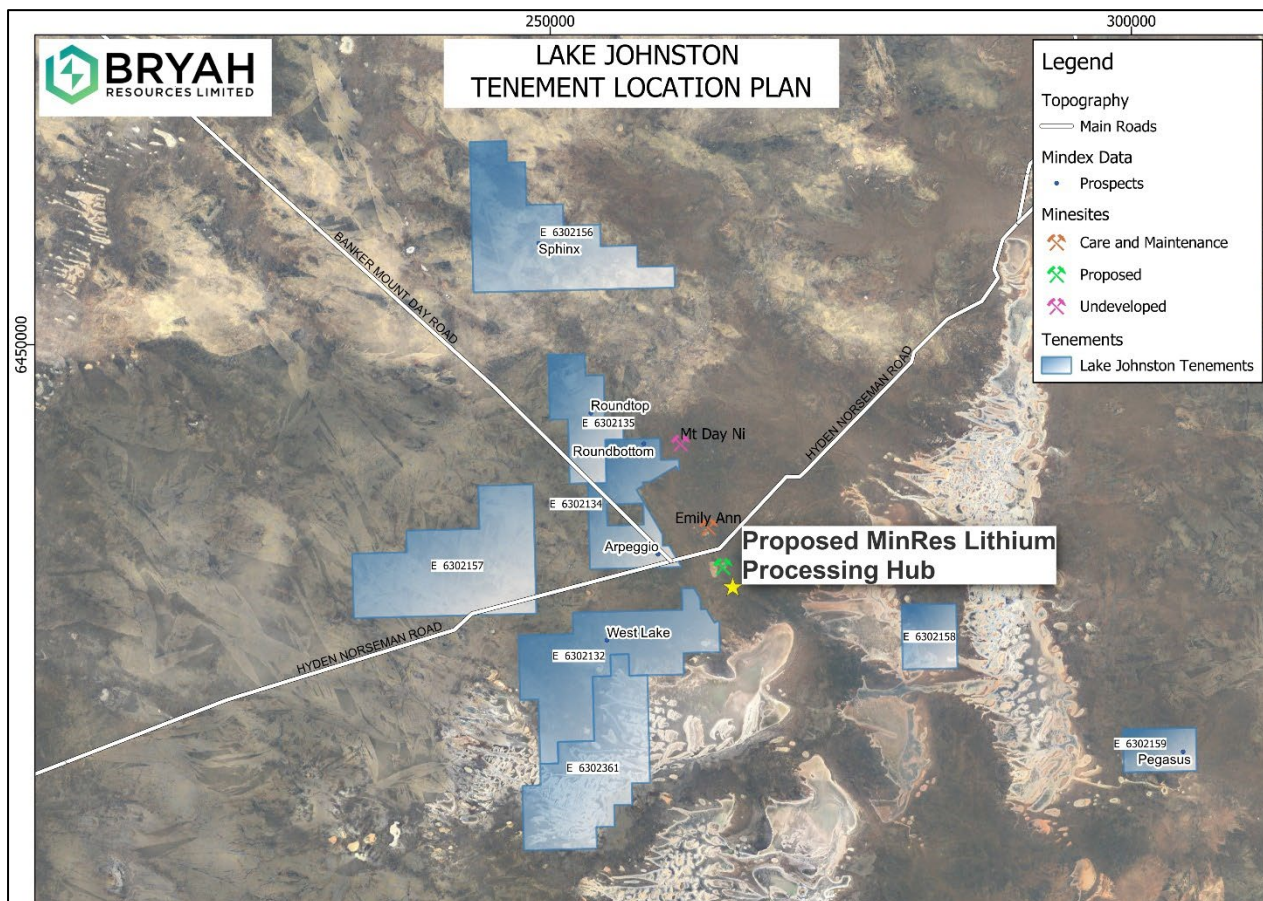 250000
300000
6450000
BRYAH
RESOURCES LIMITED
LAKE JOHNSTON
TENEMENT LOCATION PLAN
Legend
Topography
Main Roads
Mindex Data
Prospects
Minesites
Care and Maintenance
Proposed
Undeveloped
Tenements
Lake Johnston Tenements
BANKER MOUNT DAY ROAD
E 6302156
Sphinx
HYDEN NORSEMAN ROAD
Roundtop
E 6302135
Mt Day Ni
Roundbottom
E 6302134
Emily Ann
Arpeggio
Proposed MinRes Lithium
Processing Hub
E 6302157
HYDEN NORSEMAN ROAD
West Lake
E 6302132
E 6302158
E 6302159
Pegasus
E 6302361